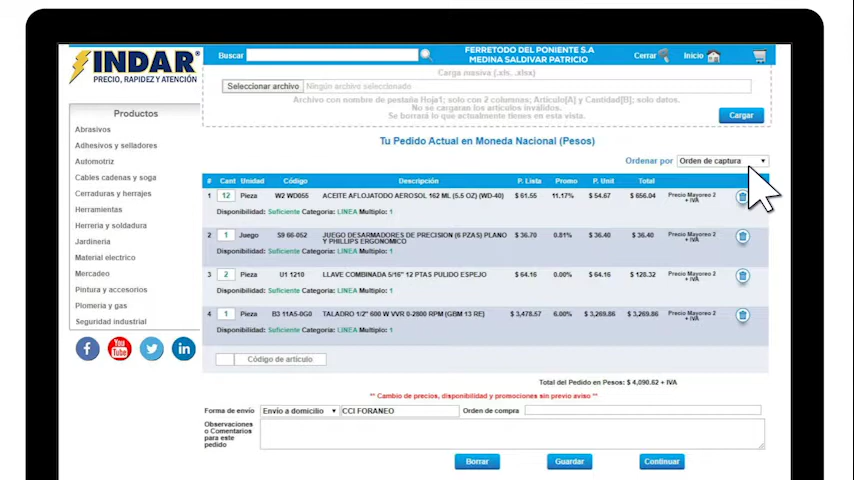 INDAR®
PRECIO, RAPIDEZ Y ATENCIÓN
Buscar
FERRETODO DEL PONIENTE S.A
MEDINA SALDIVAR PATRICIO
Cerrar
Inicio
Carga masiva (.xls, .xlsx)
Seleccionar archivo Ningún archivo seleccionado
Archivo con nombre de pestaña Hoja1; solo con 2 columnas, Articulo[A] y Cantidad[B]; solo datos.
No se cargaran los artículos inválidos.
Se borrará lo que actualmente tienes en esta vista.
Cargar
Productos
Abrasivos
Adhesivos y selladores
Automotriz
Cables cadenas y soga
Cerraduras y herrajes
Herramientas
Herreria y soldadura
Jardineria
Material electrico
Mercadeo
Pintura y accesorios
Plomeria y gas
Seguridad industrial
You Tube
Tu Pedido Actual en Moneda Nacional (Pesos)
Ordenar por Orden de captura
# Cant Unidad Código Descripción P. Lista Promo P. Unit Total
1 12 Pieza W2 WD055 ACEITE AFLOJATODO AEROSOL 162 ML (5.5 OZ) (WD-40) $ 61.55 11.17% $ 54.67 $ 656.04 Precio Mayoreo 2 + IVA
Disponibilidad: Suficiente Categoria: LINEA Multiplo: 1
2 1 Juego S9 66-052 JUEGO DESARMADORES DE PRECISION (6 PZAS) PLANO Y PHILLIPS ERGONOMICO $ 36.70 0.81% $ 36.40 $ 36.40 Precio Mayoreo 2 + IVA
Disponibilidad: Suficiente Categoria: LINEA Multiplo: 1
3 2 Pieza U1 1210 LLAVE COMBINADA 5/16" 12 PTAS PULIDO ESPEJO $ 64.16 0.00% $ 64.16 $ 128.32 Precio Mayoreo 2 + IVA
Disponibilidad: Suficiente Categoria: LINEA Multiplo: 1
4 1 Pieza B3 11A5-0G0 TALADRO 1/2" 600 W VVR 0-2800 RPM (GBM 13 RE) $ 3,478.57 6.00% $ 3,269.86 $ 3,269.86 Precio Mayoreo 2 + IVA
Disponibilidad: Suficiente Categoria: LINEA Multiplo: 1
Código de artículo
Total del Pedido en Pesos: $ 4,090.62 + IVA
** Cambio de precios, disponibilidad y promociones sin previo aviso **
Forma de envío Envío a domicilio CCI FORANEO Orden de compra
Observaciones
o Comentarios
para este
pedido
Borrar
Guardar
Continuar